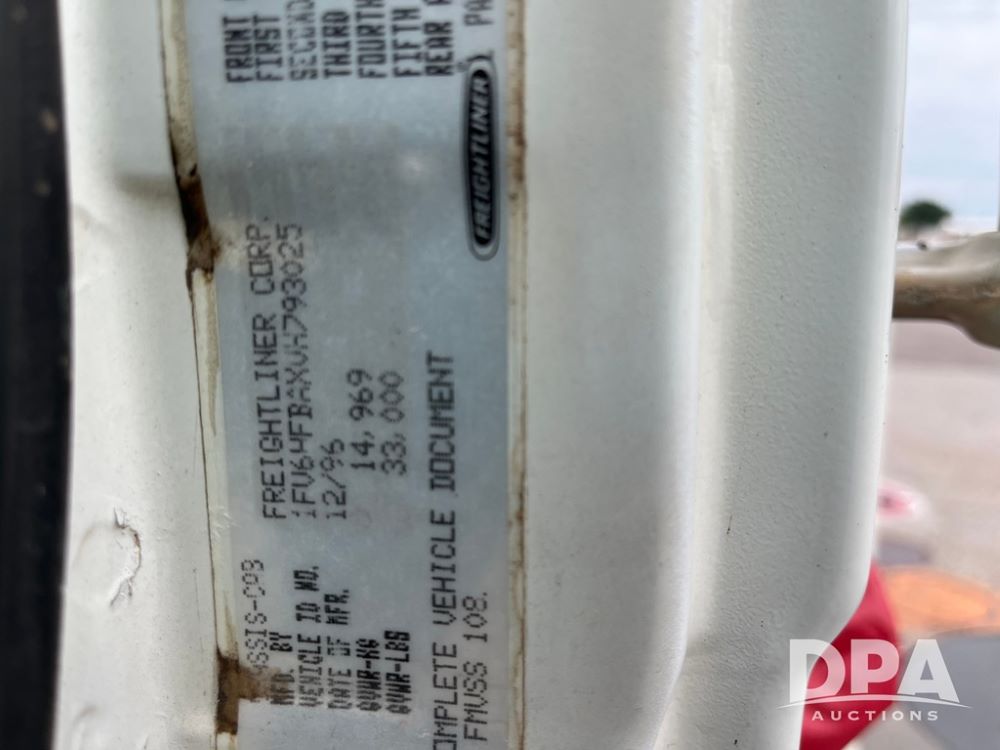 FRONT
FIRST
SECOND
THIRD
FOURTH
FIFTH
REAR
PA
FREIGHTLINER
MFD. BY FREIGHTLINER CORP.
VEHICLE ID NO.
DATE OF MFR. 12/96
GVWR-KG 14,969
GVWR-LBS 33,000
COMPLETE VEHICLE DOCUMENT
FMVSS 108.
DPA
AUCTIONS